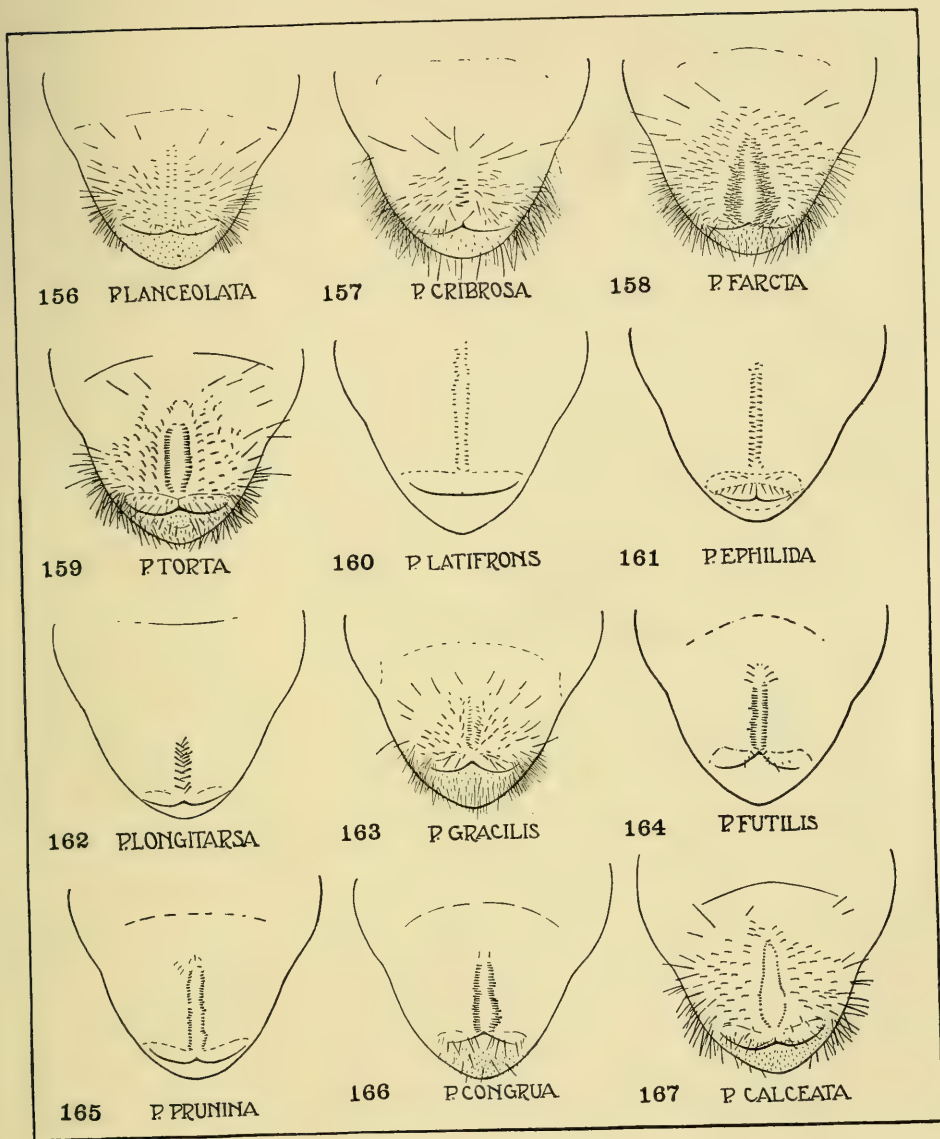 156 P. LANCEOLATA
157 P. CRIBROSA
158 P. FARCTA
159 P. TORTA
160 P. LATIFRONS
161 P. EPHILIDA
162 P. LONGITARSA
163 P. GRACILIS
164 P. FUTILIS
165 P. PRUNINA
166 P. CONGRUA
167 P. CALCEATA